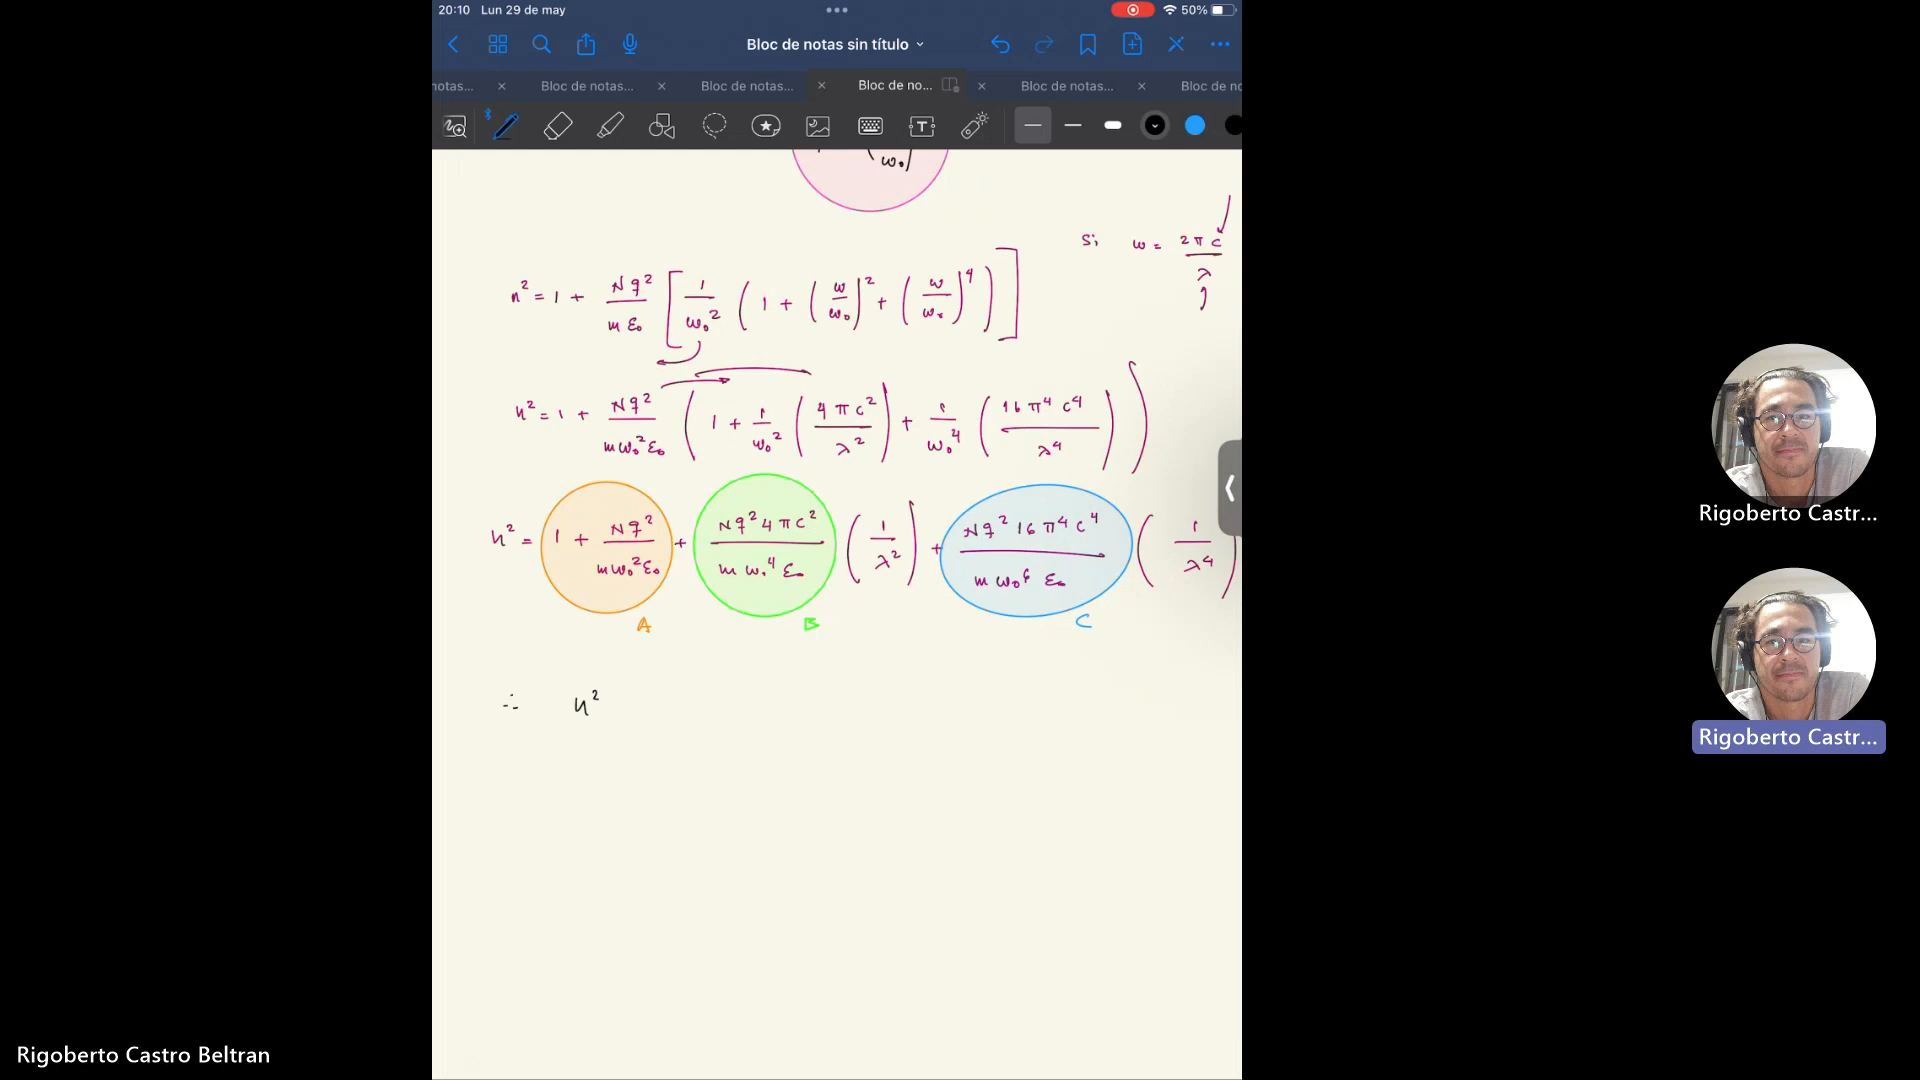 20:10 Lun 29 de may 50%
Bloc de notas sin título
notas... Bloc de notas... Bloc de notas... Bloc de no... Bloc de notas... Bloc de no
ω₀
Si ω = 2πc/λ
n² = 1 + Nq²/mε₀ [ 1/ω₀² ( 1 + (ω/ω₀)² + (ω/ω₀)⁴ ) ]
n² = 1 + Nq²/mω₀²ε₀ ( 1 + 1/ω₀² ( 4πc²/λ² ) + 1/ω₀⁴ ( 16π⁴c⁴/λ⁴ ) )
n² = 1 + Nq²/mω₀²ε₀ + Nq²4πc²/mω₀⁴ε₀ ( 1/λ² ) + Nq²16π⁴c⁴/mω₀⁶ε₀ ( 1/λ⁴ )
A B C
∴ n²
Rigoberto Castr...
Rigoberto Castr...
Rigoberto Castro Beltran